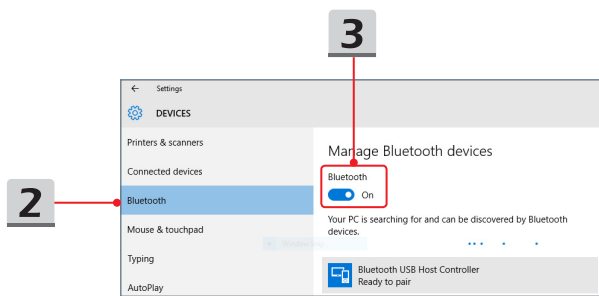 3
← Settings
DEVICES
Printers & scanners
Connected devices
Bluetooth
Mouse & touchpad
Typing
AutoPlay
2
Manage Bluetooth devices
Bluetooth
On
Your PC is searching for and can be discovered by Bluetooth
devices.
Bluetooth USB Host Controller
Ready to pair